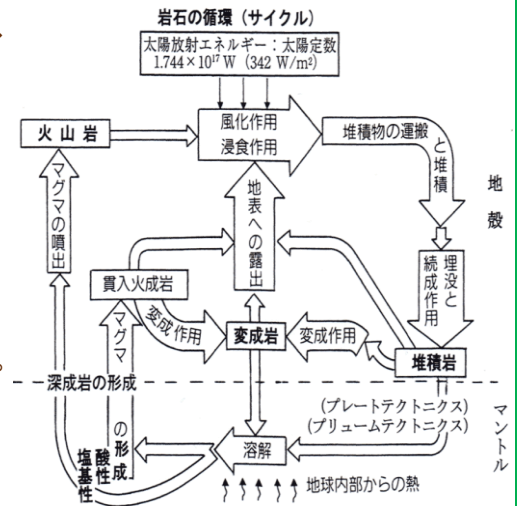 岩石の循環（サイクル）
太陽放射エネルギー：太陽定数
1.744×10¹⁷ W（342 W/m²）
火山岩
風化作用
浸食作用
堆積物の運搬
と堆積
地殻
マグマの噴出
地表への露出
埋没と
続成作用
貫入火成岩
変成作用
変成岩
変成作用
堆積岩
マグマ
の形成
深成岩の形成
（プレートテクトニクス）
（プリュームテクトニクス）
マントル
酸性
塩基性
溶解
地球内部からの熱